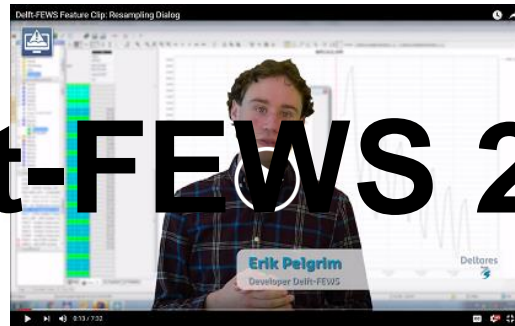 Delft-FEWS Feature Clip: Resampling Dialog
t-FEWS 2
Erik Pelgrim
Developer Delft-FEWS
Deltares
0:13 / 7:32